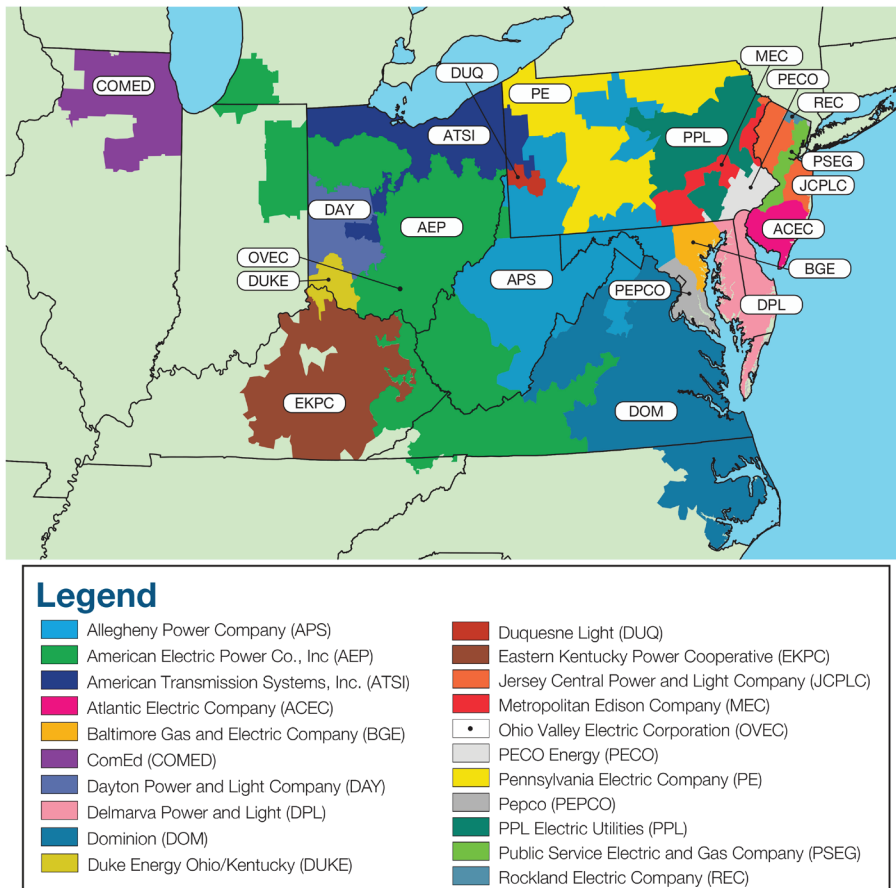 COMED
DUQ
PE
MEC
PECO
REC
ATSI
PPL
PSEG
JCPLC
DAY
AEP
ACEC
OVEC
DUKE
APS
PEPCO
BGE
DPL
EKPC
DOM
Legend
Allegheny Power Company (APS)
American Electric Power Co., Inc (AEP)
American Transmission Systems, Inc. (ATSI)
Atlantic Electric Company (ACEC)
Baltimore Gas and Electric Company (BGE)
ComEd (COMED)
Dayton Power and Light Company (DAY)
Delmarva Power and Light (DPL)
Dominion (DOM)
Duke Energy Ohio/Kentucky (DUKE)
Duquesne Light (DUQ)
Eastern Kentucky Power Cooperative (EKPC)
Jersey Central Power and Light Company (JCPLC)
Metropolitan Edison Company (MEC)
Ohio Valley Electric Corporation (OVEC)
PECO Energy (PECO)
Pennsylvania Electric Company (PE)
Pepco (PEPCO)
PPL Electric Utilities (PPL)
Public Service Electric and Gas Company (PSEG)
Rockland Electric Company (REC)